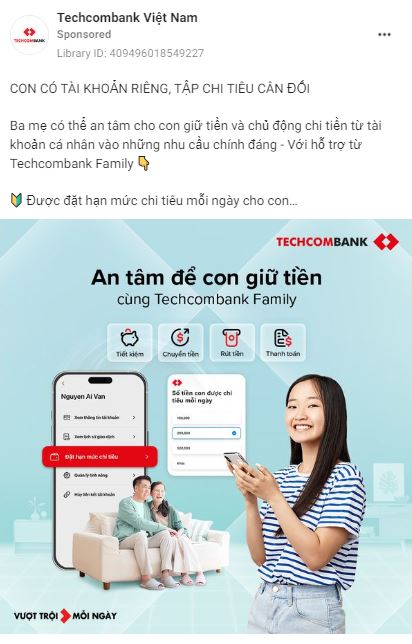 Techcombank Việt Nam
Sponsored
Library ID: 409496018549227
CON CÓ TÀI KHOẢN RIÊNG, TẬP CHI TIÊU CÂN ĐỐI
Ba mẹ có thể an tâm cho con giữ tiền và chủ động chi tiền từ tài
khoản cá nhân vào những nhu cầu chính đáng - Với hỗ trợ từ
Techcombank Family 👇
🔰 Được đặt hạn mức chi tiêu mỗi ngày cho con...
TECHCOMBANK
An tâm để con giữ tiền
cùng Techcombank Family
Tiết kiệm
Chuyển tiền
Rút tiền
Thanh toán
Nguyen Ai Van
Xem thông tin tài khoản
Xem lịch sử giao dịch
Đặt hạn mức chi tiêu
Quản lý tính năng
Hủy liên kết tài khoản
Số tiền con được chi
tiêu mỗi ngày
100,000
200,000
500,000
Khác
VƯỢT TRỘI MỖI NGÀY